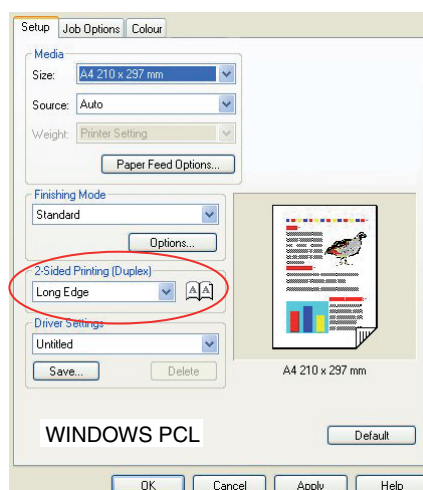 Setup Job Options Colour
Media
Size: A4 210 x 297 mm
Source: Auto
Weight: Printer Setting
Paper Feed Options...
Finishing Mode
Standard
Options...
2-Sided Printing (Duplex)
Long Edge A A
Driver Settings
Untitled
Save... Delete
A4 210 x 297 mm
WINDOWS PCL
Default
OK Cancel Apply Help